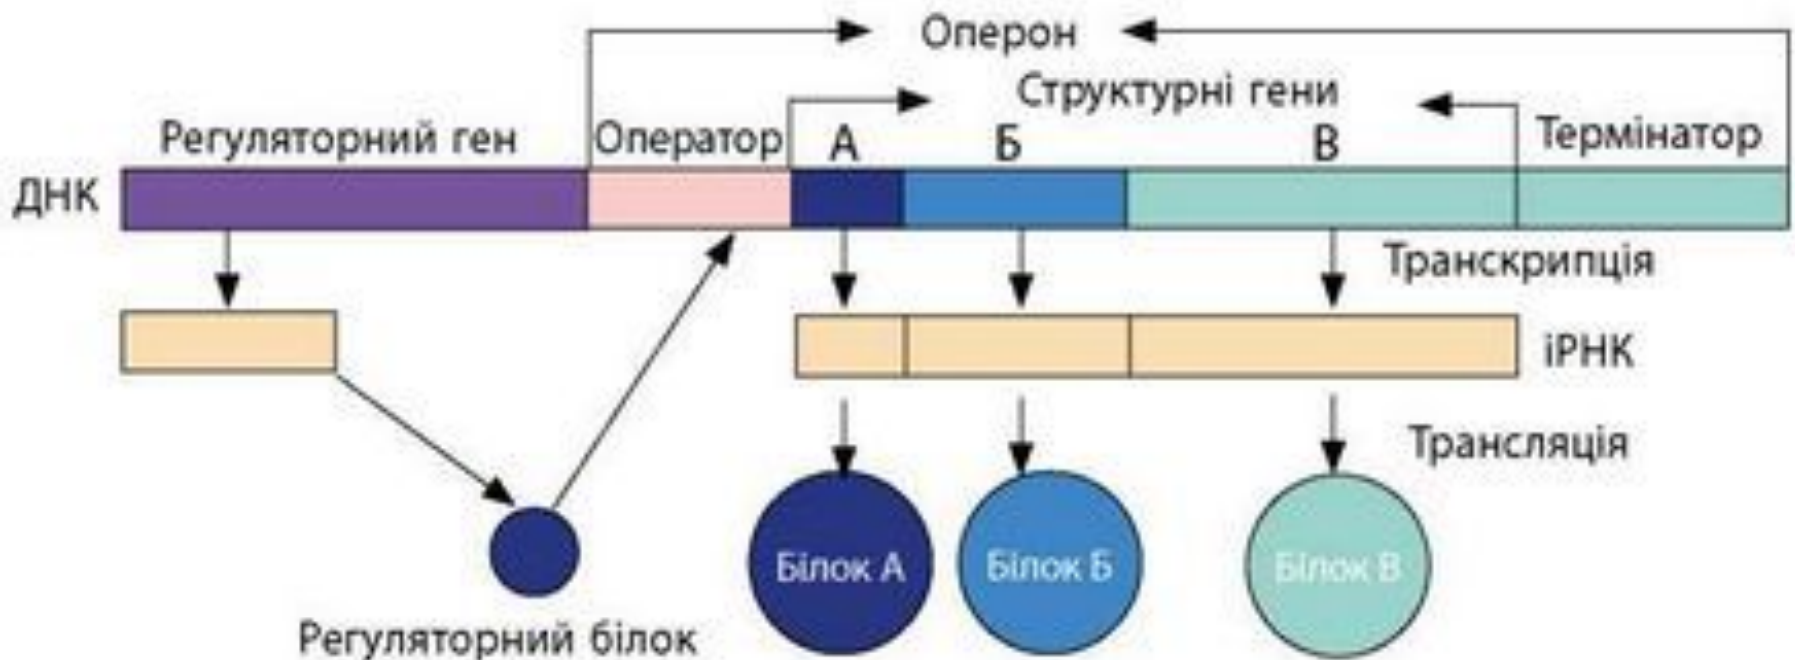 Оперон
Структурні гени
Регуляторний ген Оператор А Б В Термінатор
ДНК
Транскрипція
іРНК
Трансляція
Білок А Білок Б Білок В
Регуляторний білок